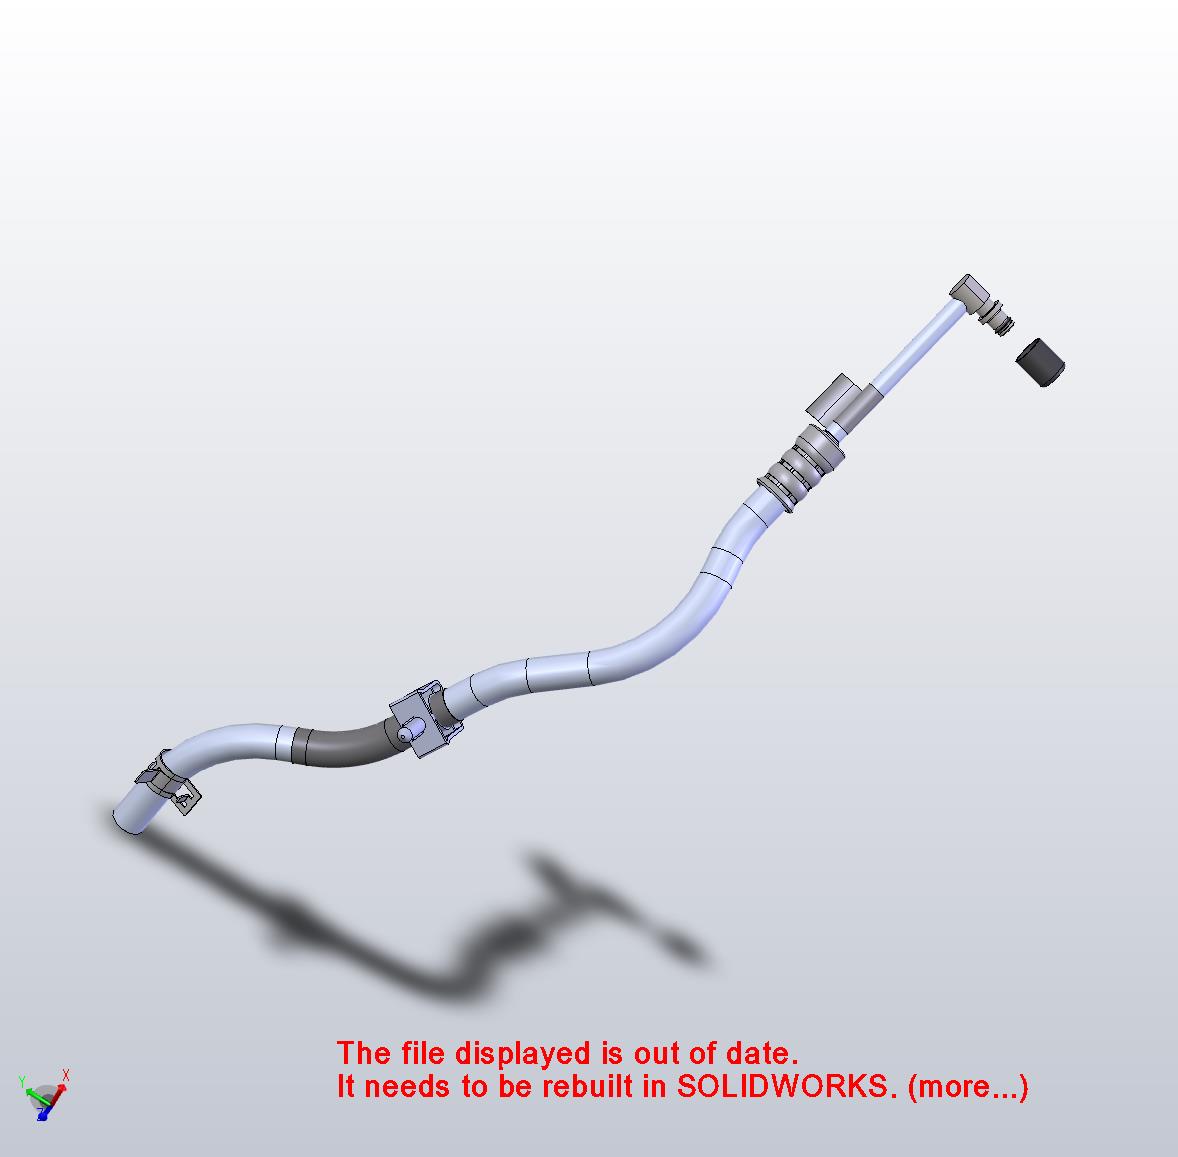 The file displayed is out of date.
It needs to be rebuilt in SOLIDWORKS. (more...)
Y
X
Z